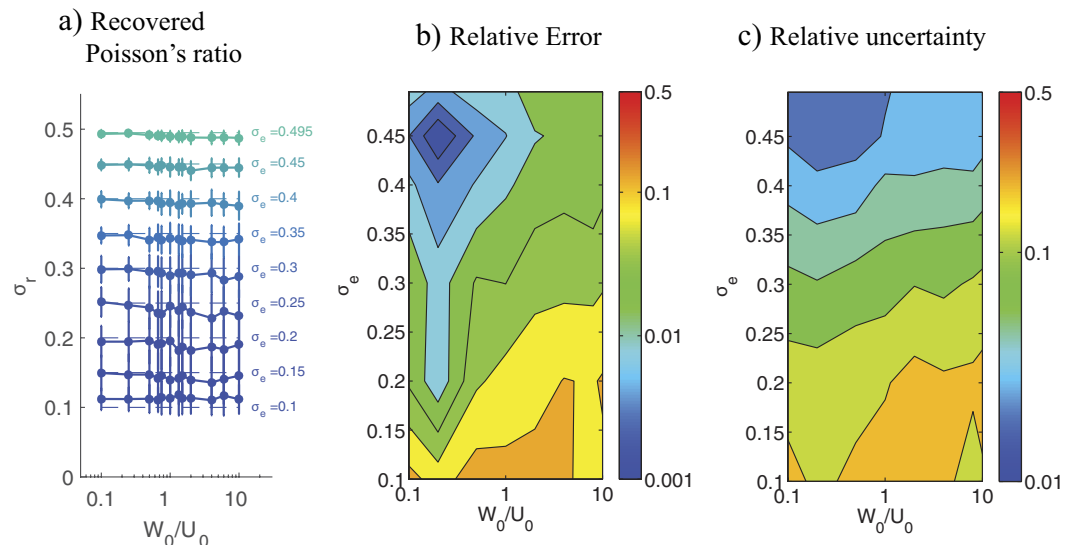 a) Recovered
Poisson's ratio
b) Relative Error
c) Relative uncertainty
0.5
0.4
0.3
0.2
0.1
0
σr
σe =0.495
σe =0.45
σe =0.4
σe =0.35
σe =0.3
σe =0.25
σe =0.2
σe =0.15
σe =0.1
0.1
1
10
W0/U0
0.45
0.4
0.35
0.3
0.25
0.2
0.15
0.1
σe
0.1
1
10
W0/U0
0.5
0.1
0.01
0.001
0.45
0.4
0.35
0.3
0.25
0.2
0.15
0.1
σe
0.1
1
10
W0/U0
0.5
0.1
0.01